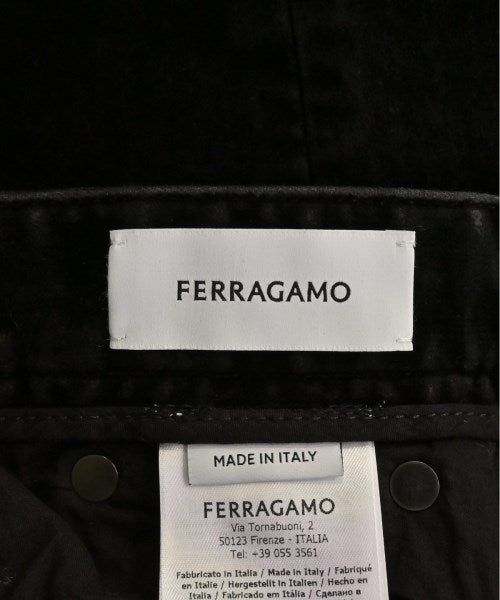 FERRAGAMO
MADE IN ITALY
FERRAGAMO
Via Tornabuoni, 2
50123 Firenze - ITALIA
Tel: +39 055 3561
Fabbricato in Italia / Made in Italy / Fabriqué
en Italie / Hergestellt in Italien / Hecho en
Italia / Fabricado em Itália / Сделано в